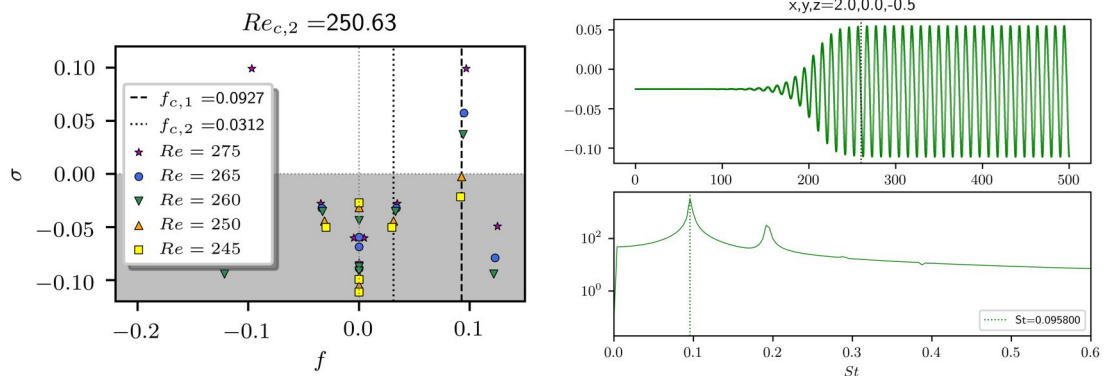 Re_{c,2} =250.63
0.10
0.05
0.00
−0.05
−0.10
σ
−0.2
−0.1
0.0
0.1
f
f_{c,1} =0.0927
f_{c,2} =0.0312
Re = 275
Re = 265
Re = 260
Re = 250
Re = 245
x,y,z=2.0,0.0,-0.5
0.05
0.00
−0.05
−0.10
0
100
200
300
400
500
10^2
10^0
St=0.095800
0.0
0.1
0.2
0.3
0.4
0.5
0.6
St